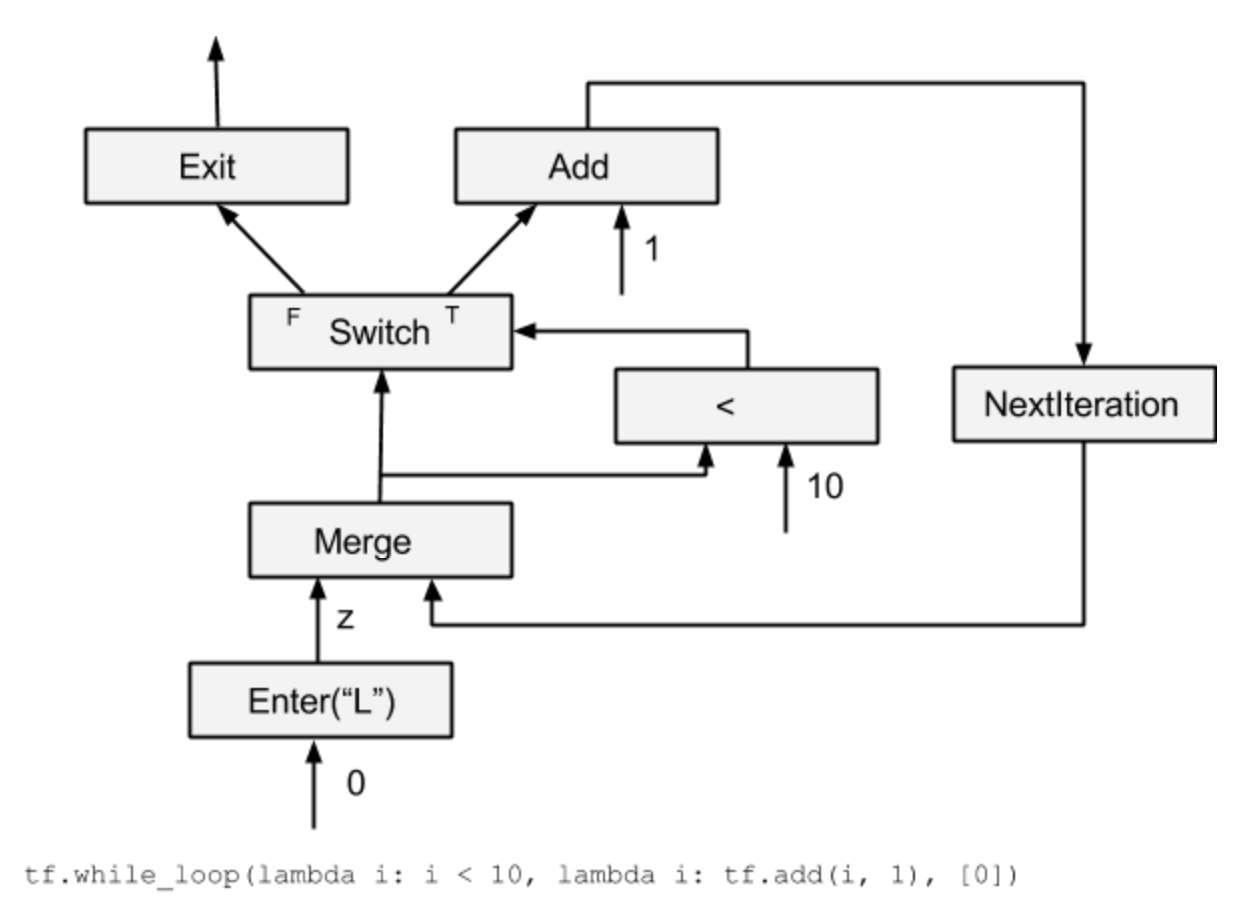 Exit
Add
1
F
Switch
T
<
NextIteration
10
Merge
z
Enter(“L”)
0
tf.while_loop(lambda i: i < 10, lambda i: tf.add(i, 1), [0])